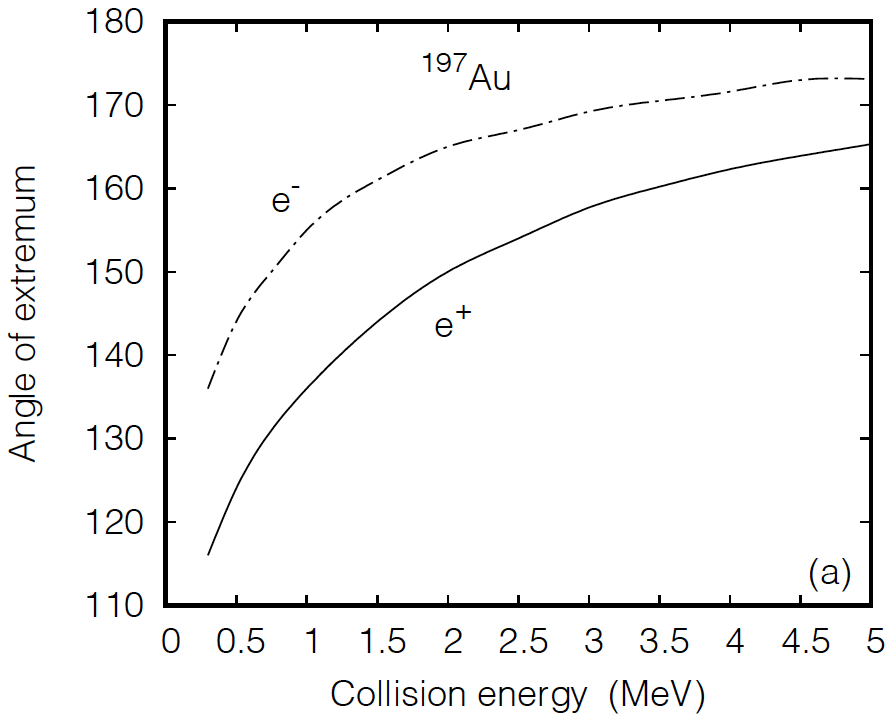 180
170
160
150
140
130
120
110
Angle of extremum
¹⁹⁷Au
e⁻
e⁺
(a)
0 0.5 1 1.5 2 2.5 3 3.5 4 4.5 5
Collision energy (MeV)